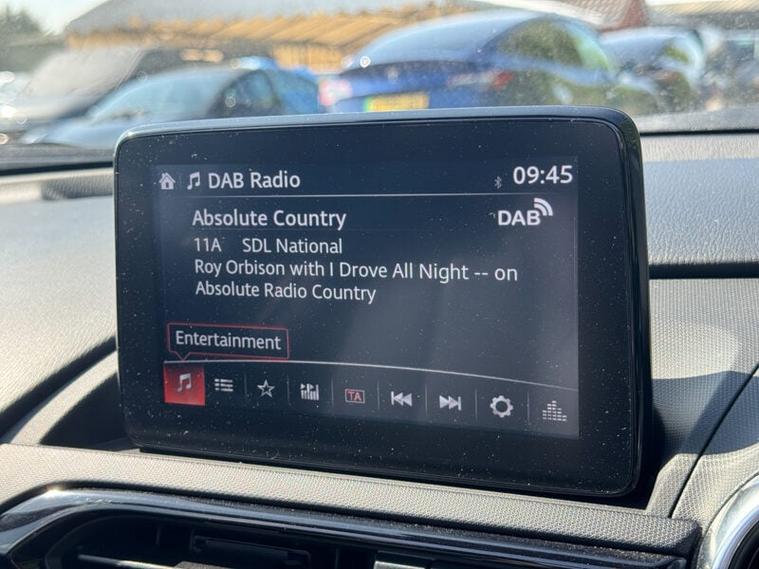 DAB Radio 09:45
Absolute Country DAB
11A SDL National
Roy Orbison with I Drove All Night -- on
Absolute Radio Country
Entertainment
TA